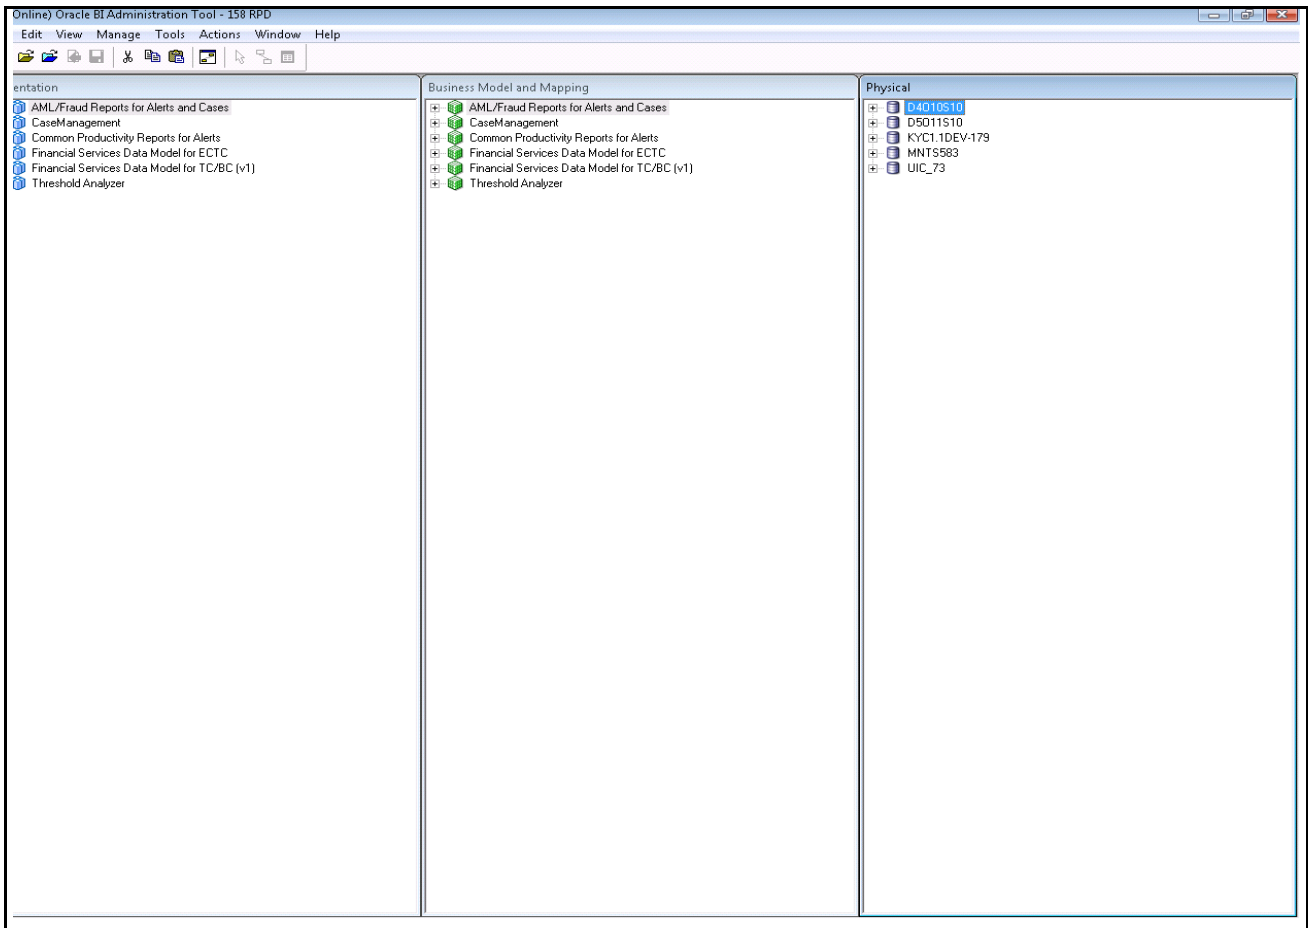 Online) Oracle BI Administration Tool - 158 RPD
Edit View Manage Tools Actions Window Help
entation
AML/Fraud Reports for Alerts and Cases
CaseManagement
Common Productivity Reports for Alerts
Financial Services Data Model for ECTC
Financial Services Data Model for TC/BC (v1)
Threshold Analyzer
Business Model and Mapping
AML/Fraud Reports for Alerts and Cases
CaseManagement
Common Productivity Reports for Alerts
Financial Services Data Model for ECTC
Financial Services Data Model for TC/BC (v1)
Threshold Analyzer
Physical
D4O10S10
D5O11S10
KYC1.1DEV-179
MNTS583
UIC_73